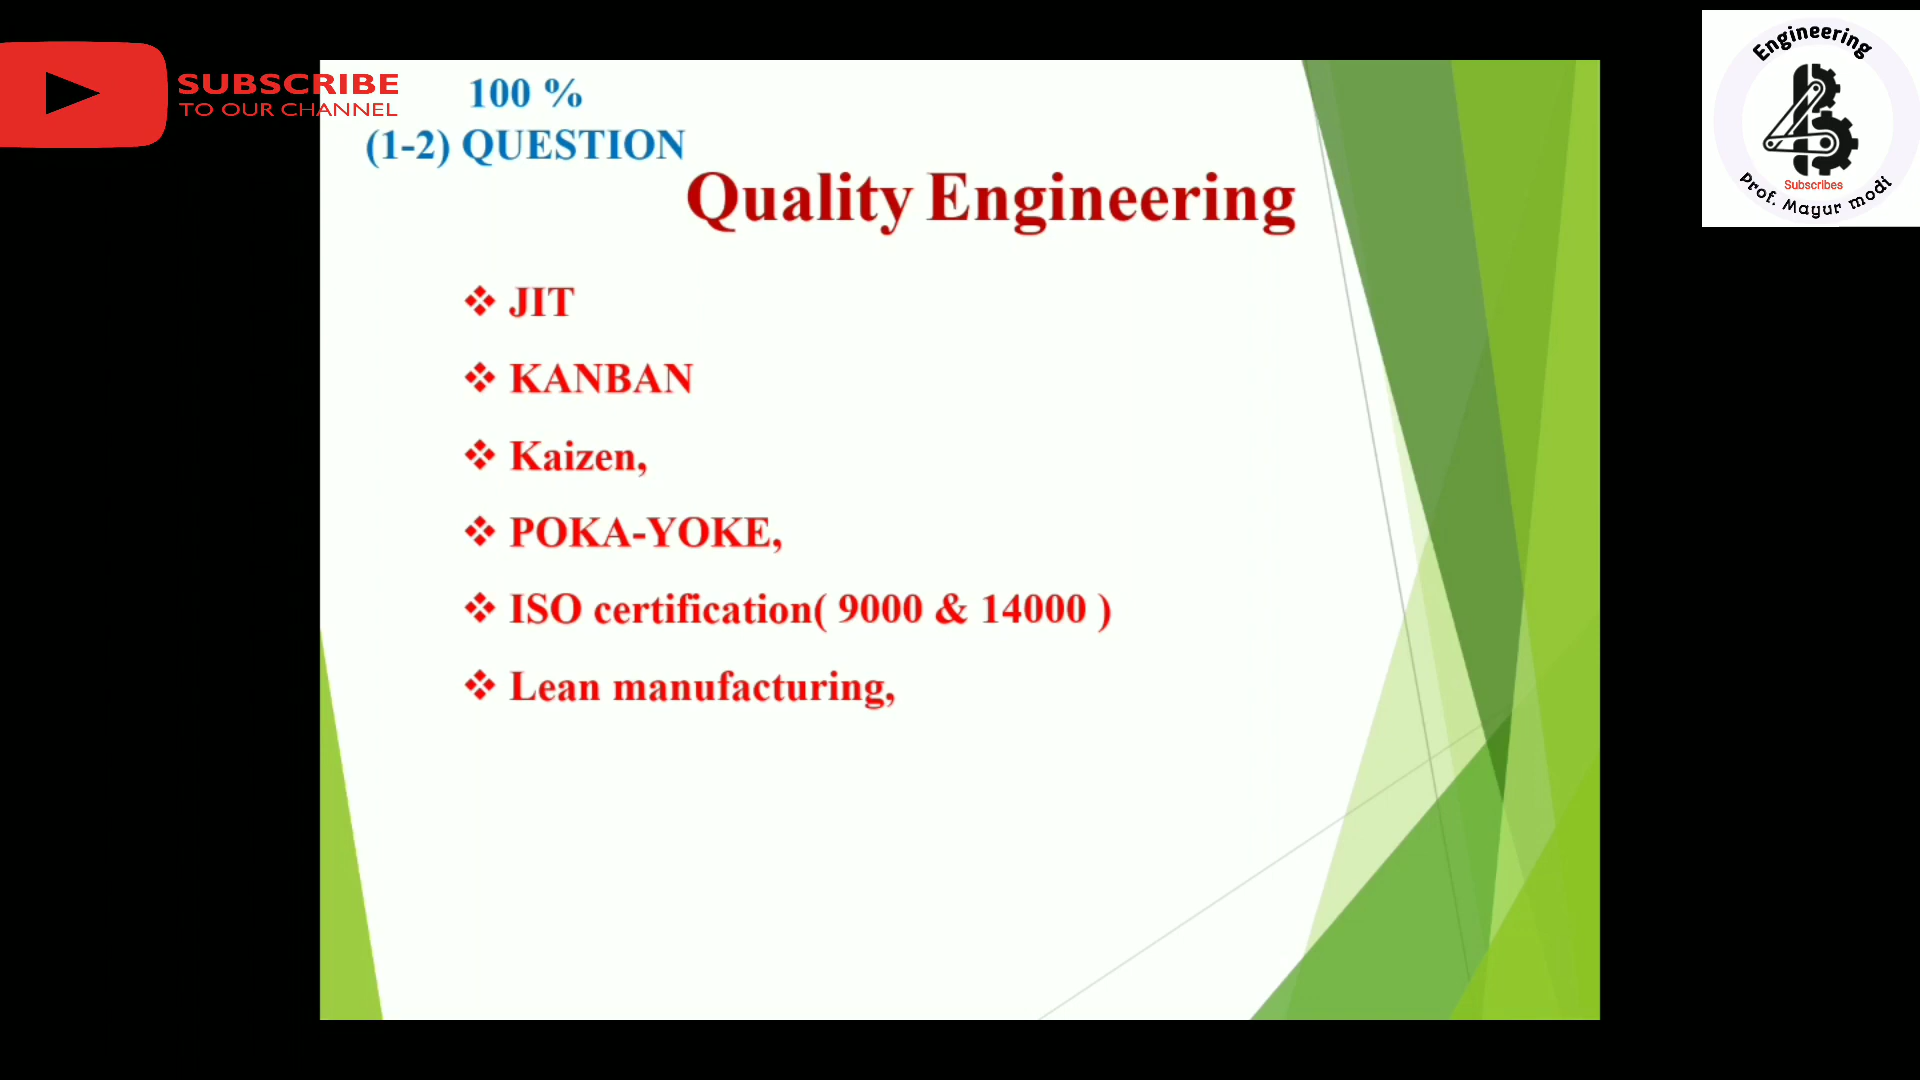 SUBSCRIBE
TO OUR CHANNEL
100 %
(1-2) QUESTION
Quality Engineering
❖ JIT
❖ KANBAN
❖ Kaizen,
❖ POKA-YOKE,
❖ ISO certification( 9000 & 14000 )
❖ Lean manufacturing,
Engineering
Subscribes
Prof. Mayur modi